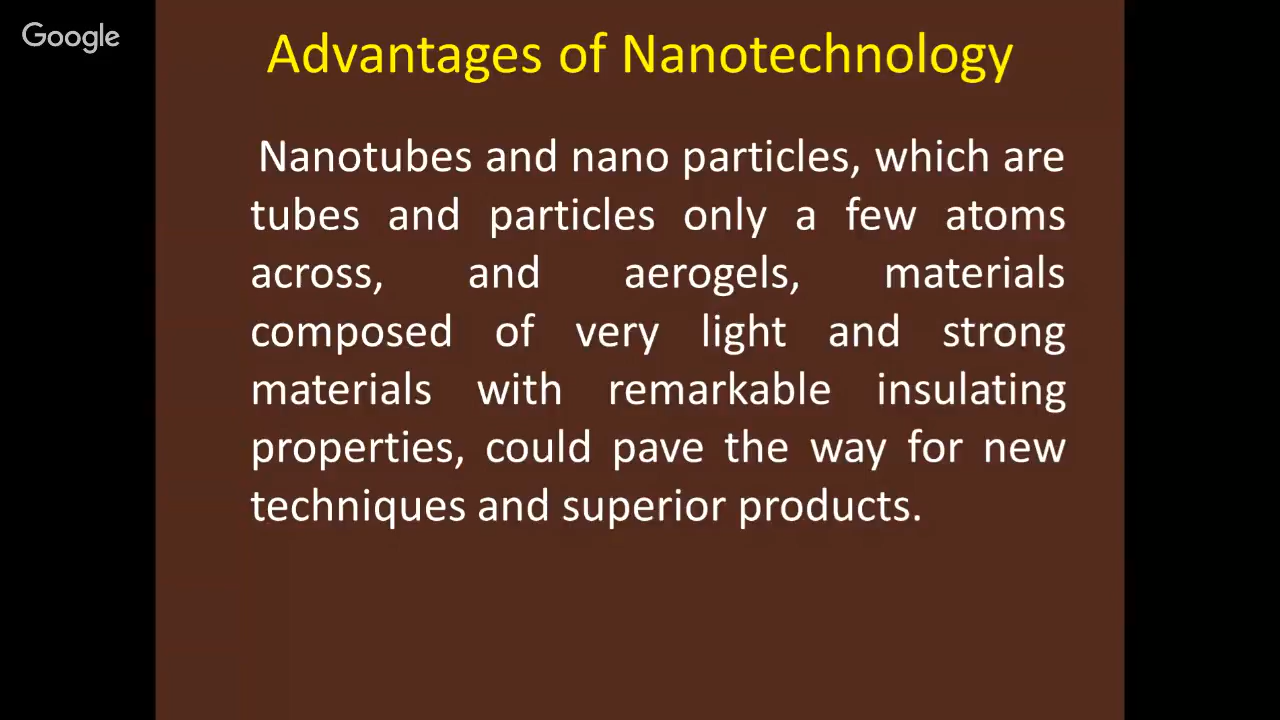 Google
Advantages of Nanotechnology
Nanotubes and nano particles, which are
tubes and particles only a few atoms
across, and aerogels, materials
composed of very light and strong
materials with remarkable insulating
properties, could pave the way for new
techniques and superior products.